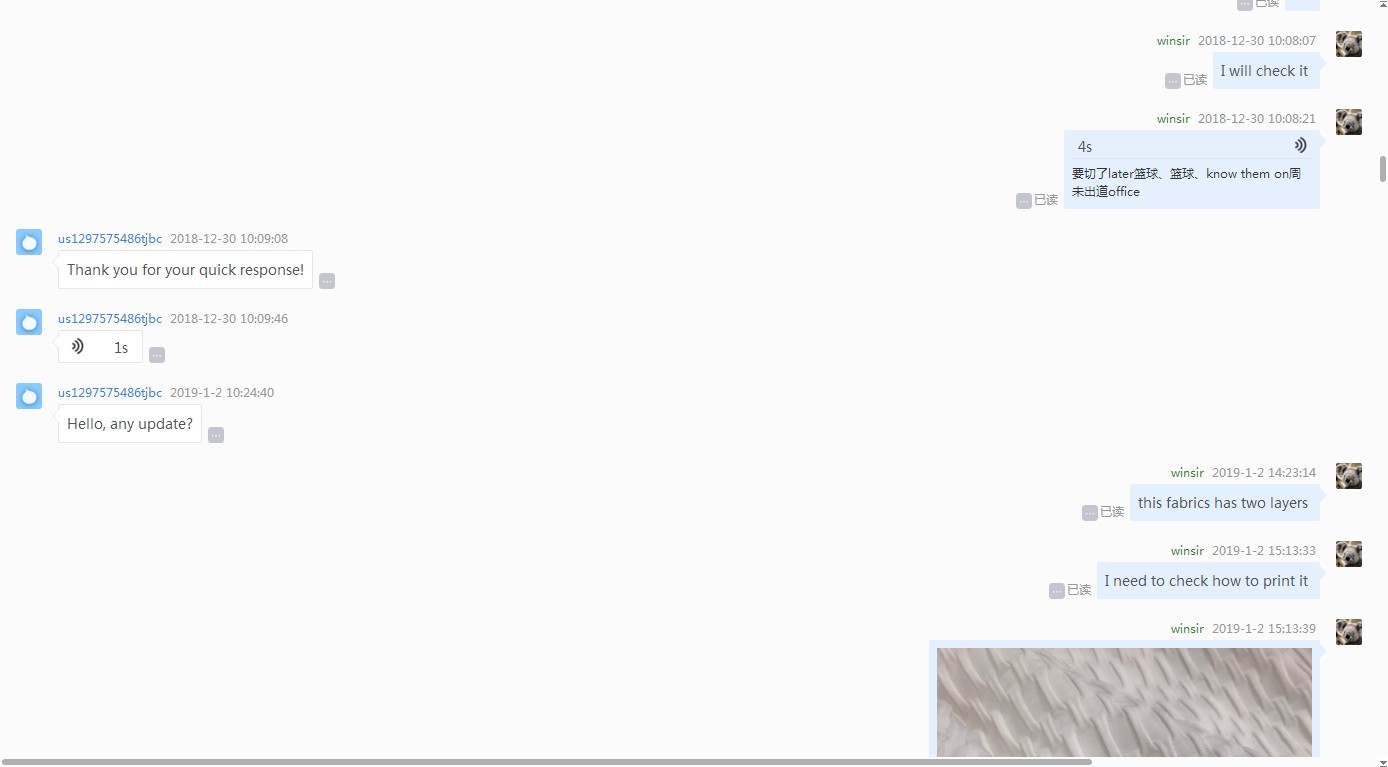 已读
winsir 2018-12-30 10:08:07
I will check it
已读
winsir 2018-12-30 10:08:21
4s
要切了later篮球、篮球、know them on周
末出道office
已读
us1297575486tjbc 2018-12-30 10:09:08
Thank you for your quick response!
us1297575486tjbc 2018-12-30 10:09:46
1s
us1297575486tjbc 2019-1-2 10:24:40
Hello, any update?
winsir 2019-1-2 14:23:14
this fabrics has two layers
已读
winsir 2019-1-2 15:13:33
I need to check how to print it
已读
winsir 2019-1-2 15:13:39